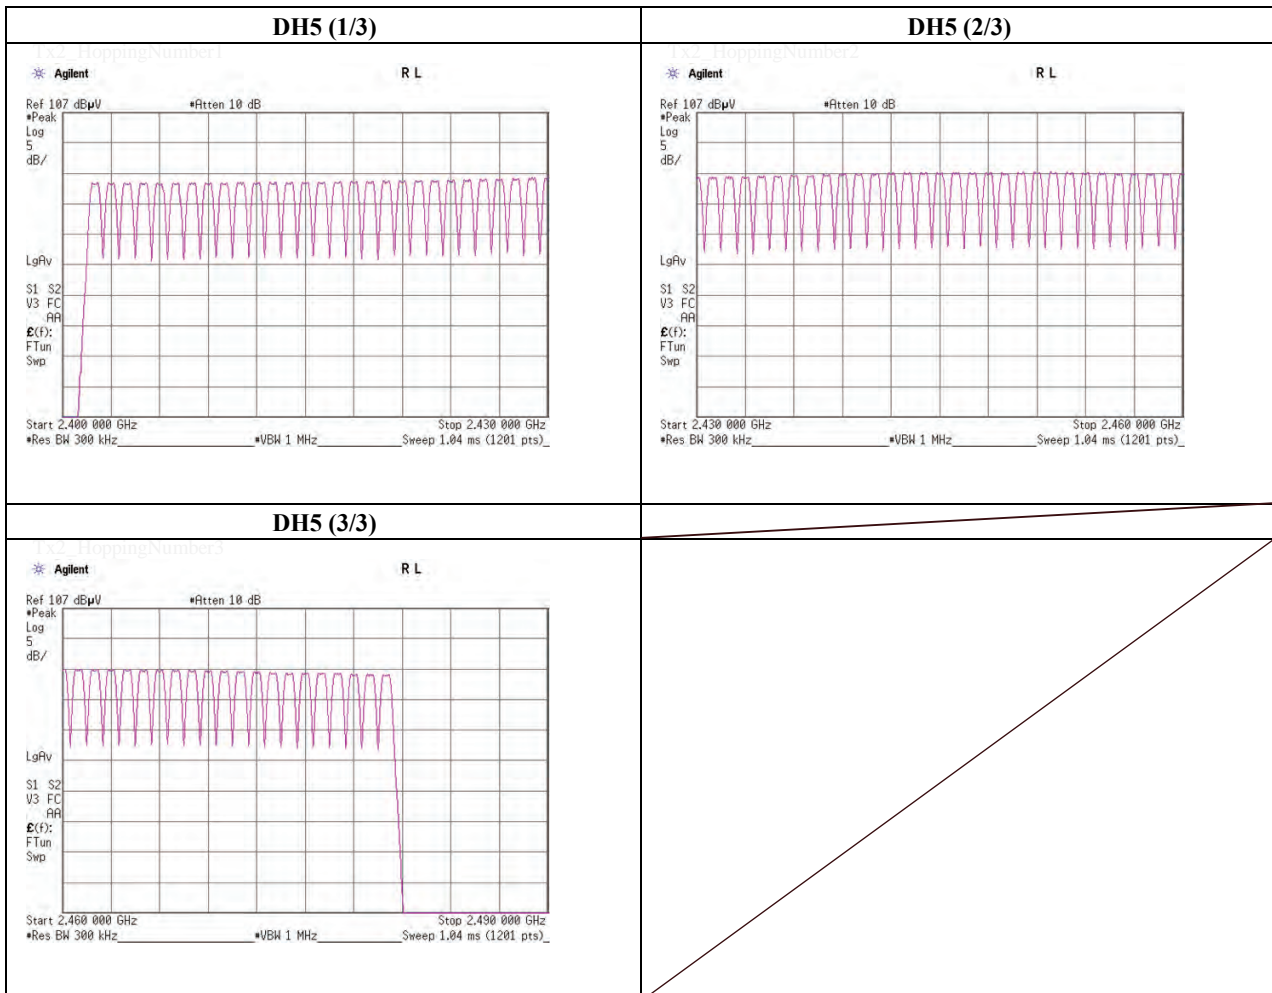 DH5 (1/3)
Tx2_HoppingNumber1
Agilent
R L
Ref 107 dBµV
#Atten 10 dB
#Peak
Log
5
dB/
LgAv
S1 S2
V3 FC
AA
£(f):
FTun
Swp
Start 2.400 000 GHz
Stop 2.430 000 GHz
#Res BW 300 kHz
#VBW 1 MHz
Sweep 1.04 ms (1201 pts)
DH5 (2/3)
Tx2_HoppingNumber2
Agilent
R L
Ref 107 dBµV
#Atten 10 dB
#Peak
Log
5
dB/
LgAv
S1 S2
V3 FC
AA
£(f):
FTun
Swp
Start 2.430 000 GHz
Stop 2.460 000 GHz
#Res BW 300 kHz
#VBW 1 MHz
Sweep 1.04 ms (1201 pts)
DH5 (3/3)
Tx2_HoppingNumber3
Agilent
R L
Ref 107 dBµV
#Atten 10 dB
#Peak
Log
5
dB/
LgAv
S1 S2
V3 FC
AA
£(f):
FTun
Swp
Start 2.460 000 GHz
Stop 2.490 000 GHz
#Res BW 300 kHz
#VBW 1 MHz
Sweep 1.04 ms (1201 pts)